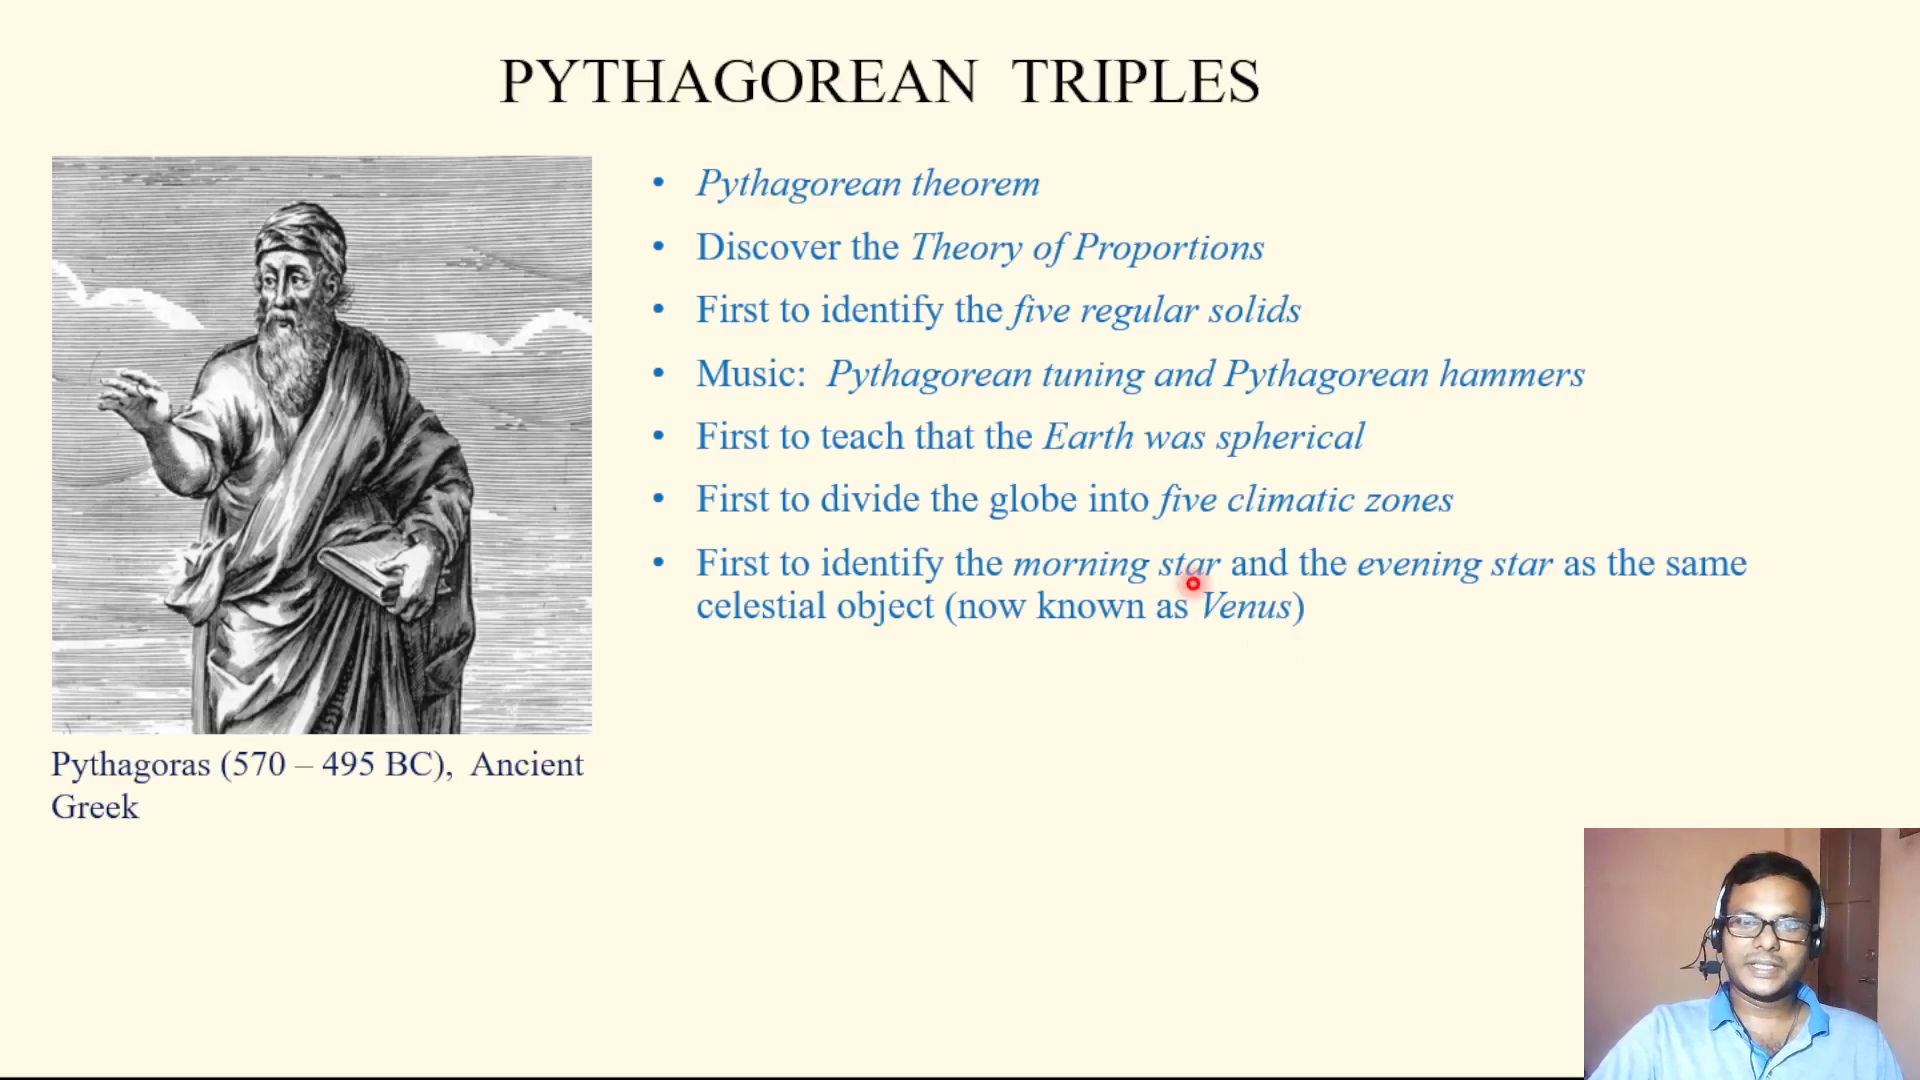 PYTHAGOREAN TRIPLES
• Pythagorean theorem
• Discover the Theory of Proportions
• First to identify the five regular solids
• Music: Pythagorean tuning and Pythagorean hammers
• First to teach that the Earth was spherical
• First to divide the globe into five climatic zones
• First to identify the morning star and the evening star as the same
celestial object (now known as Venus)
Pythagoras (570 – 495 BC), Ancient
Greek